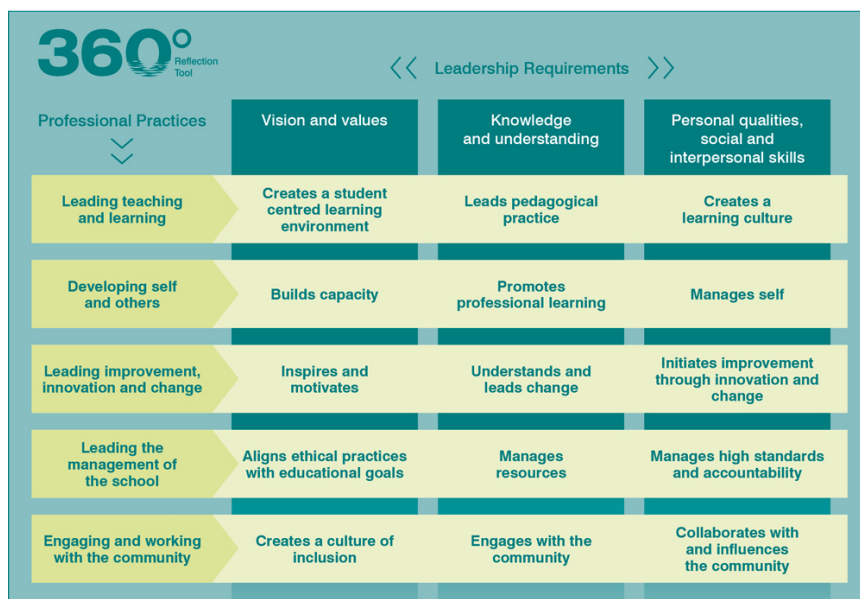 360°
Reflection
Tool
Leadership Requirements
Professional Practices
Vision and values
Knowledge
and understanding
Personal qualities,
social and
interpersonal skills
Leading teaching
and learning
Creates a student
centred learning
environment
Leads pedagogical
practice
Creates a
learning culture
Developing self
and others
Builds capacity
Promotes
professional learning
Manages self
Leading improvement,
innovation and change
Inspires and
motivates
Understands and
leads change
Initiates improvement
through innovation and
change
Leading the
management of
the school
Aligns ethical practices
with educational goals
Manages
resources
Manages high standards
and accountability
Engaging and working
with the community
Creates a culture of
inclusion
Engages with the
community
Collaborates with
and influences
the community